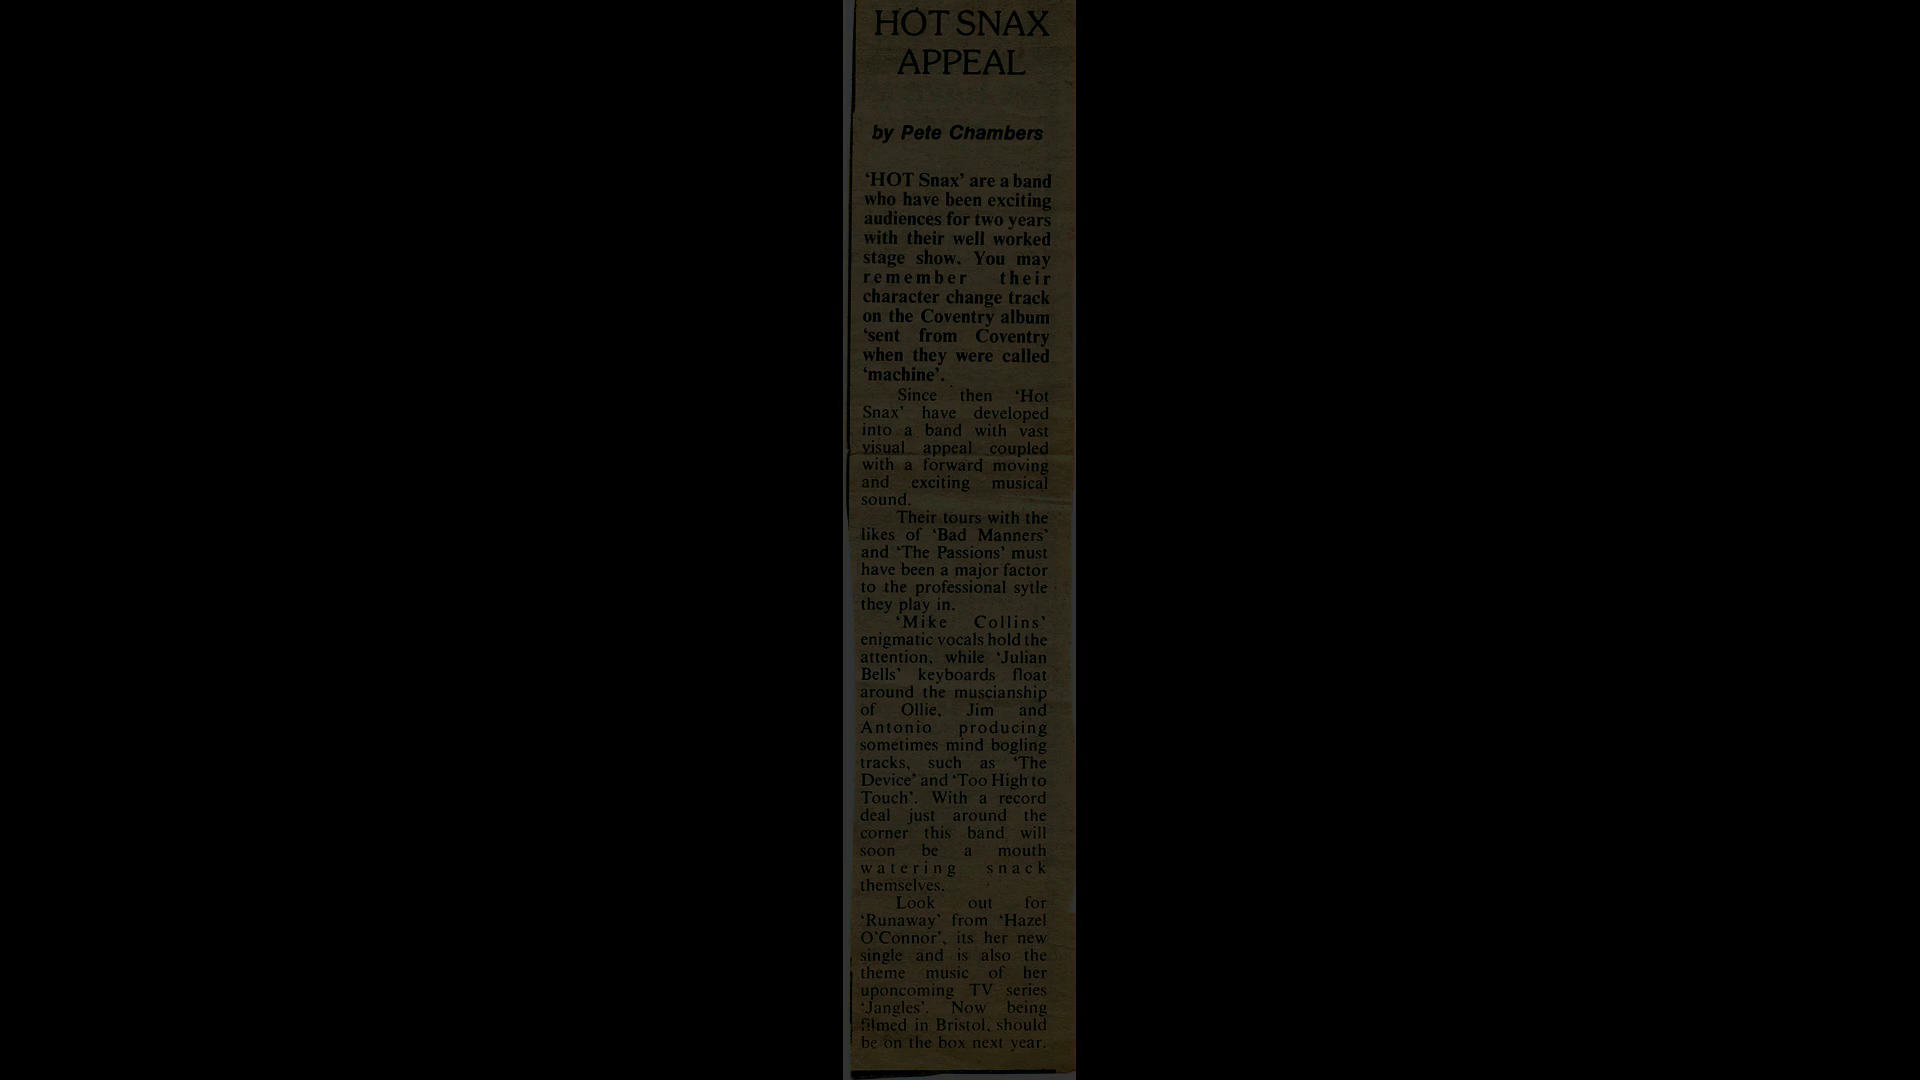 HOT SNAX
APPEAL
by Pete Chambers
‘HOT Snax’ are a band
who have been exciting
audiences for two years
with their well worked
stage show. You may
remember their
character change track
on the Coventry album
‘sent from Coventry
when they were called
‘machine’.
Since then ‘Hot
Snax’ have developed
into a band with vast
visual appeal coupled
with a forward moving
and exciting musical
sound.
Their tours with the
likes of ‘Bad Manners’
and ‘The Passions’ must
have been a major factor
to the professional sytle
they play in.
‘Mike Collins’
enigmatic vocals hold the
attention, while ‘Julian
Bells’ keyboards float
around the muscianship
of Ollie, Jim and
Antonio producing
sometimes mind bogling
tracks, such as ‘The
Device’ and ‘Too High to
Touch’. With a record
deal just around the
corner this band will
soon be a mouth
watering snack
themselves.
Look out for
‘Runaway’ from ‘Hazel
O’Connor’, its her new
single and is also the
theme music of her
uponcoming TV series
‘Jangles’. Now being
filmed in Bristol, should
be on the box next year.